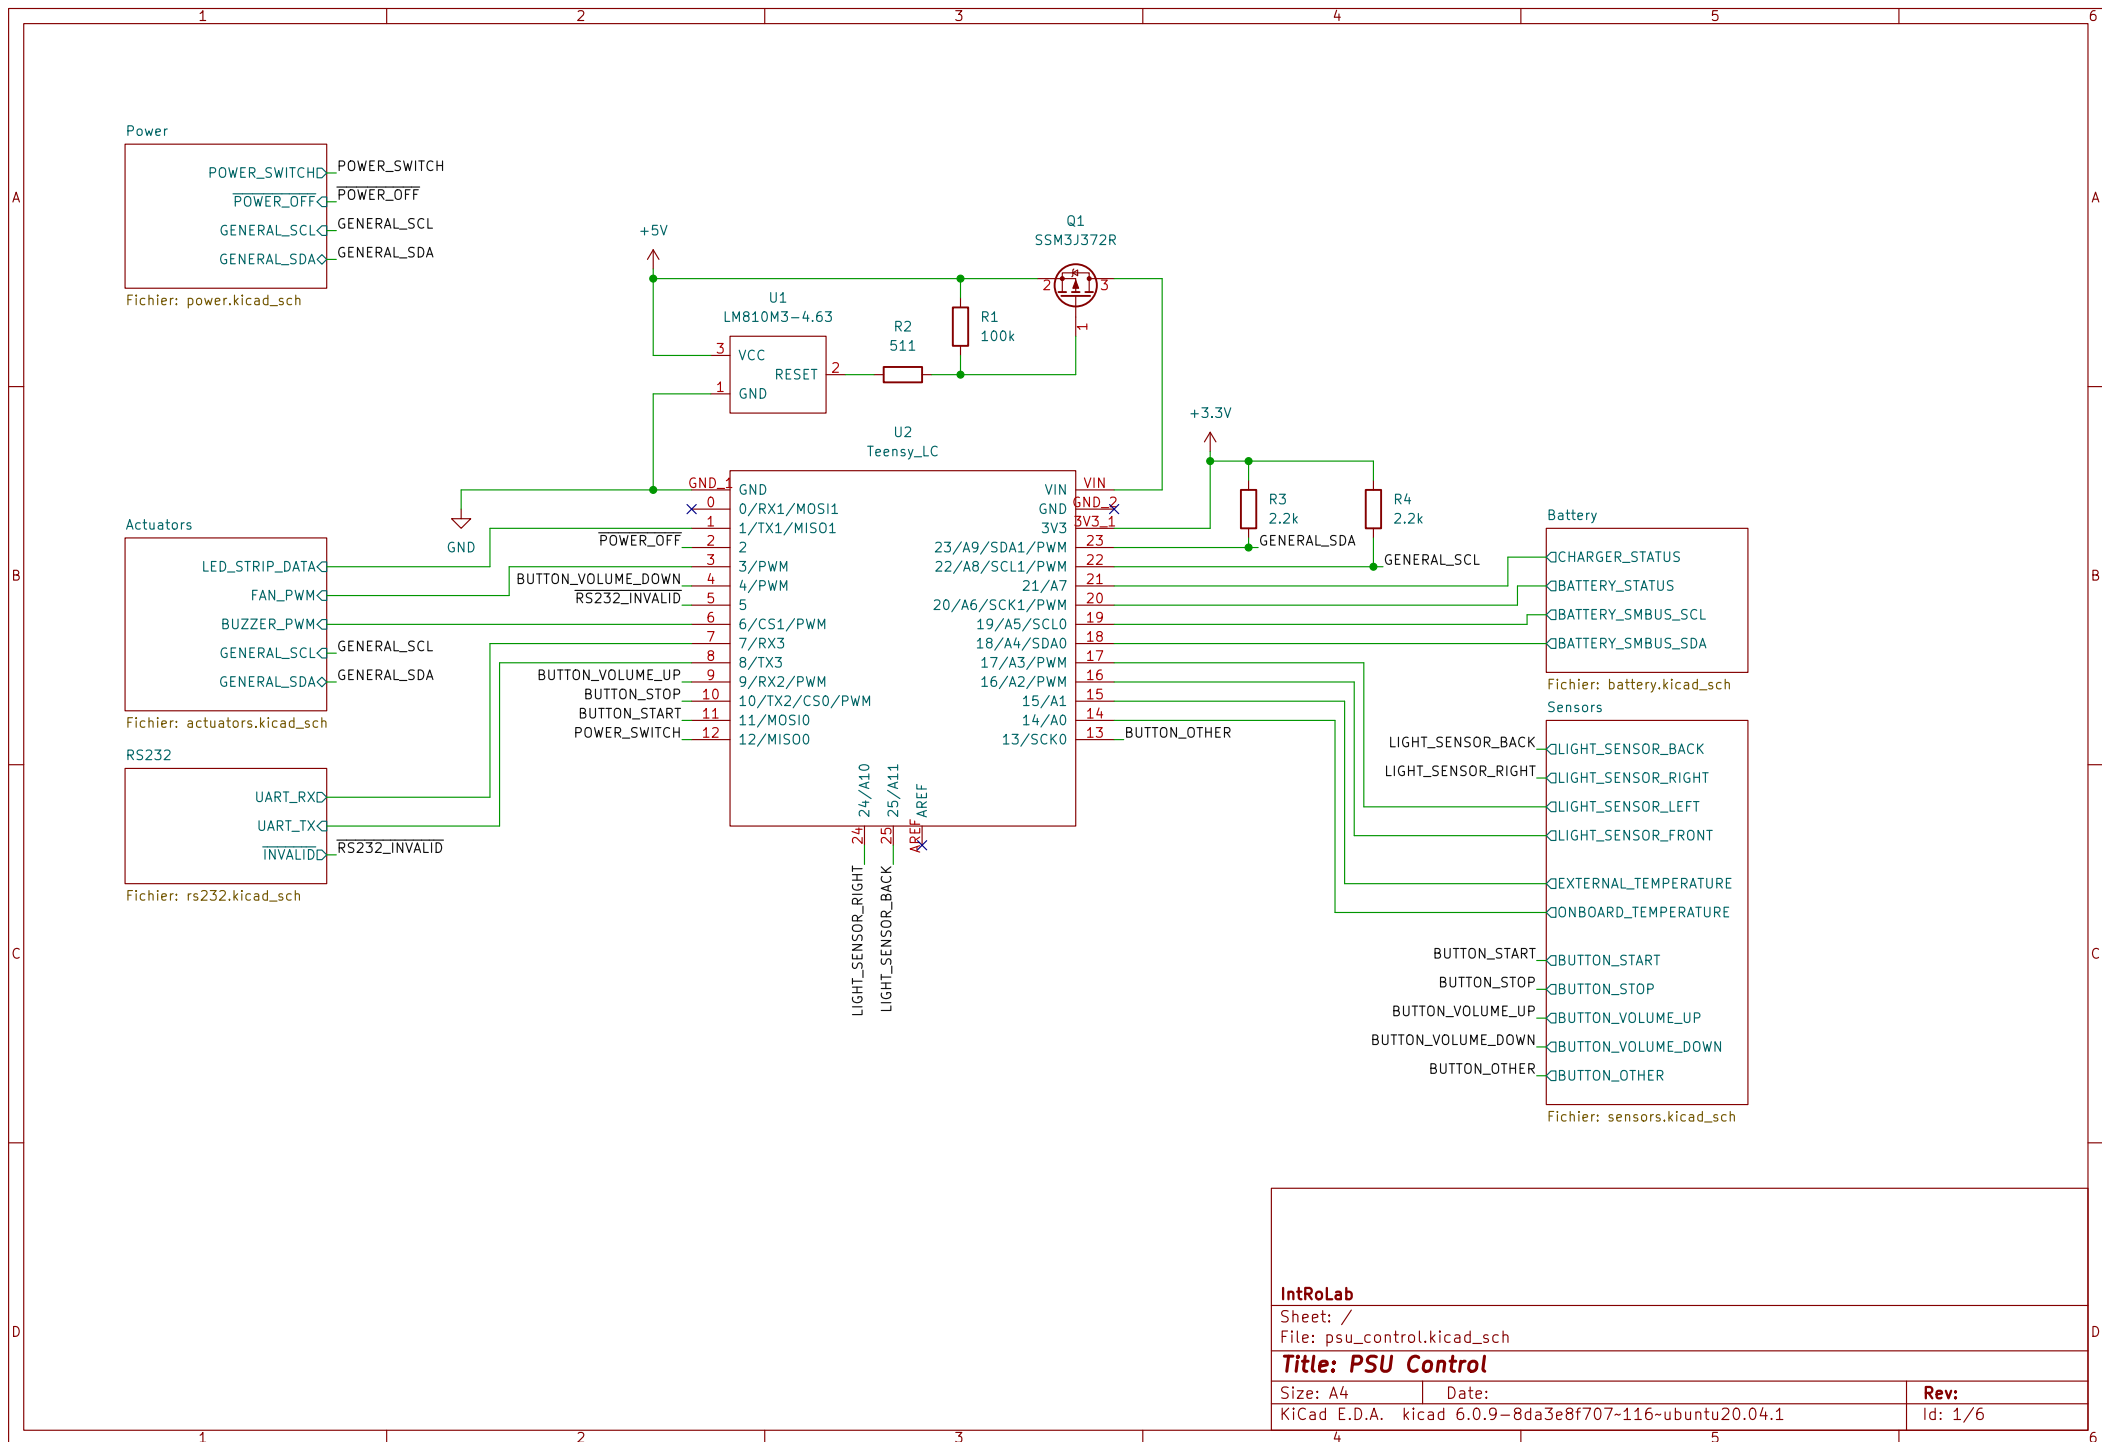 1 2 3 4 5 6
A A
B B
C C
D D
Power
POWER_SWITCH POWER_SWITCH
POWER_OFF POWER_OFF
GENERAL_SCL GENERAL_SCL
GENERAL_SDA GENERAL_SDA
Fichier: power.kicad_sch
+5V
Q1
SSM3J372R
2 3
1
U1
LM810M3-4.63
3 VCC
RESET 2
1 GND
R2
511
R1
100k
U2
Teensy_LC
GND_1 GND
0 0/RX1/MOSI1
1 1/TX1/MISO1
POWER_OFF 2 2
3 3/PWM
BUTTON_VOLUME_DOWN 4 4/PWM
RS232_INVALID 5 5
6 6/CS1/PWM
7 7/RX3
8 8/TX3
BUTTON_VOLUME_UP 9 9/RX2/PWM
BUTTON_STOP 10 10/TX2/CS0/PWM
BUTTON_START 11 11/MOSI0
POWER_SWITCH 12 12/MISO0
VIN VIN
GND GND_2
3V3 3V3_1
23/A9/SDA1/PWM 23 GENERAL_SDA
22/A8/SCL1/PWM 22 GENERAL_SCL
21/A7 21
20/A6/SCK1/PWM 20
19/A5/SCL0 19
18/A4/SDA0 18
17/A3/PWM 17
16/A2/PWM 16
15/A1 15
14/A0 14
13/SCK0 13 BUTTON_OTHER
24/A10 25/A11 AREF
24 25 AREF
LIGHT_SENSOR_RIGHT
LIGHT_SENSOR_BACK
GND
+3.3V
R3
2.2k
R4
2.2k
Actuators
LED_STRIP_DATA
FAN_PWM
BUZZER_PWM
GENERAL_SCL GENERAL_SCL
GENERAL_SDA GENERAL_SDA
Fichier: actuators.kicad_sch
RS232
UART_RX
UART_TX
INVALID RS232_INVALID
Fichier: rs232.kicad_sch
Battery
CHARGER_STATUS
BATTERY_STATUS
BATTERY_SMBUS_SCL
BATTERY_SMBUS_SDA
Fichier: battery.kicad_sch
Sensors
LIGHT_SENSOR_BACK LIGHT_SENSOR_BACK
LIGHT_SENSOR_RIGHT LIGHT_SENSOR_RIGHT
LIGHT_SENSOR_LEFT
LIGHT_SENSOR_FRONT
EXTERNAL_TEMPERATURE
ONBOARD_TEMPERATURE
BUTTON_START BUTTON_START
BUTTON_STOP BUTTON_STOP
BUTTON_VOLUME_UP BUTTON_VOLUME_UP
BUTTON_VOLUME_DOWN BUTTON_VOLUME_DOWN
BUTTON_OTHER BUTTON_OTHER
Fichier: sensors.kicad_sch
IntRoLab
Sheet: /
File: psu_control.kicad_sch
Title: PSU Control
Size: A4 Date: Rev:
KiCad E.D.A. kicad 6.0.9-8da3e8f707~116~ubuntu20.04.1 Id: 1/6
1 2 3 4 5 6